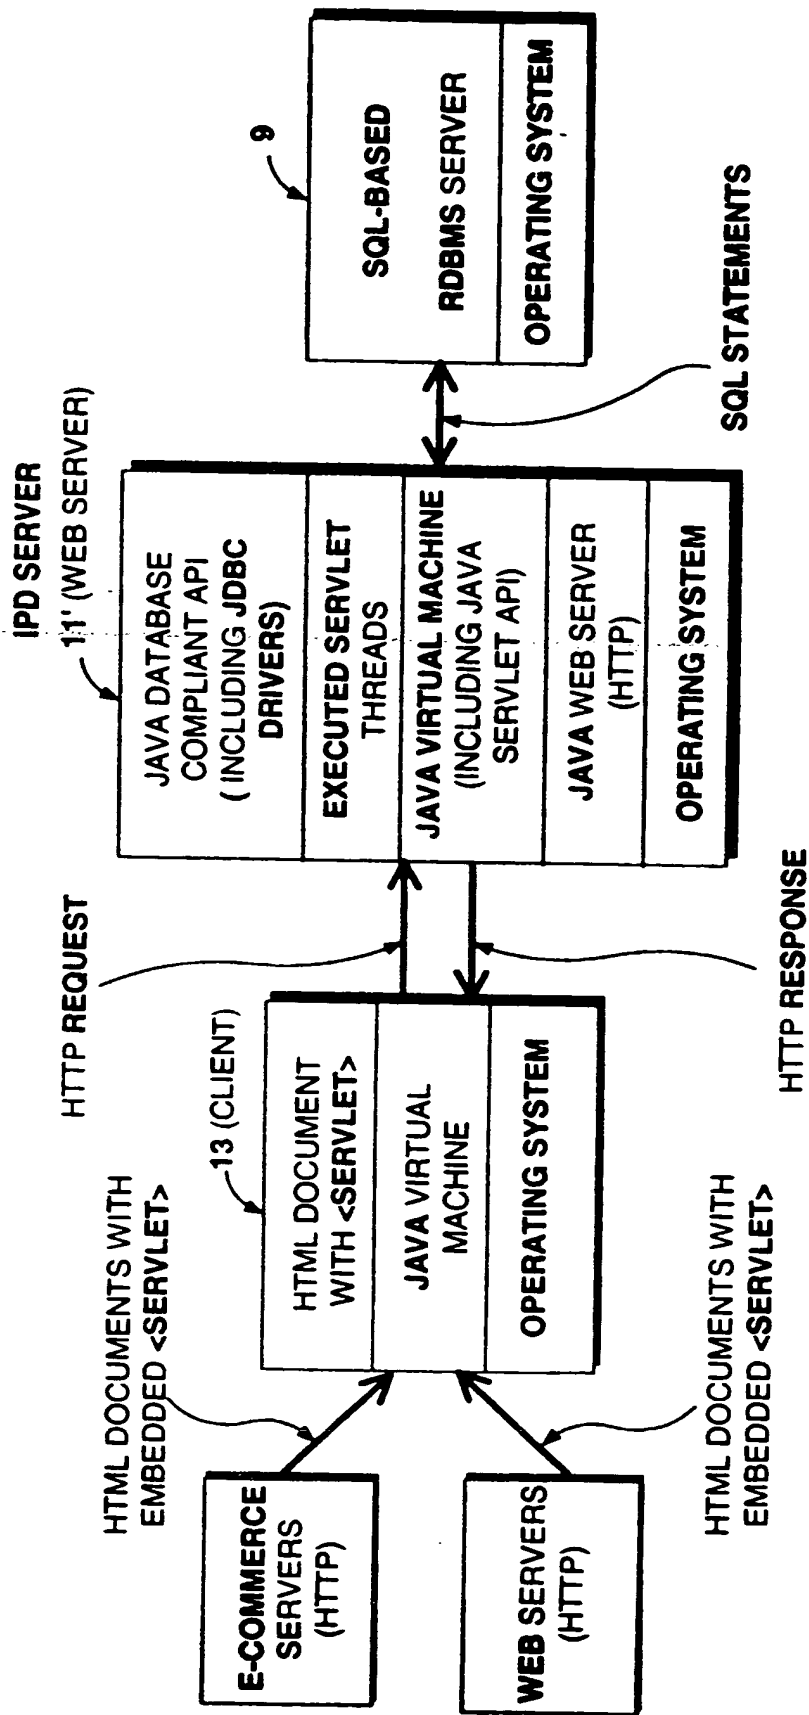 HTML DOCUMENTS WITH
EMBEDDED <SERVLET>
E-COMMERCE
SERVERS
(HTTP)
WEB SERVERS
(HTTP)
HTML DOCUMENTS WITH
EMBEDDED <SERVLET>
13 (CLIENT)
HTML DOCUMENT
WITH <SERVLET>
JAVA VIRTUAL
MACHINE
OPERATING SYSTEM
HTTP REQUEST
HTTP RESPONSE
IPD SERVER
11' (WEB SERVER)
JAVA DATABASE
COMPLIANT API
( INCLUDING JDBC
DRIVERS)
EXECUTED SERVLET
THREADS
JAVA VIRTUAL MACHINE
(INCLUDING JAVA
SERVLET API)
JAVA WEB SERVER
(HTTP)
OPERATING SYSTEM
9
SQL-BASED
RDBMS SERVER
OPERATING SYSTEM
SQL STATEMENTS